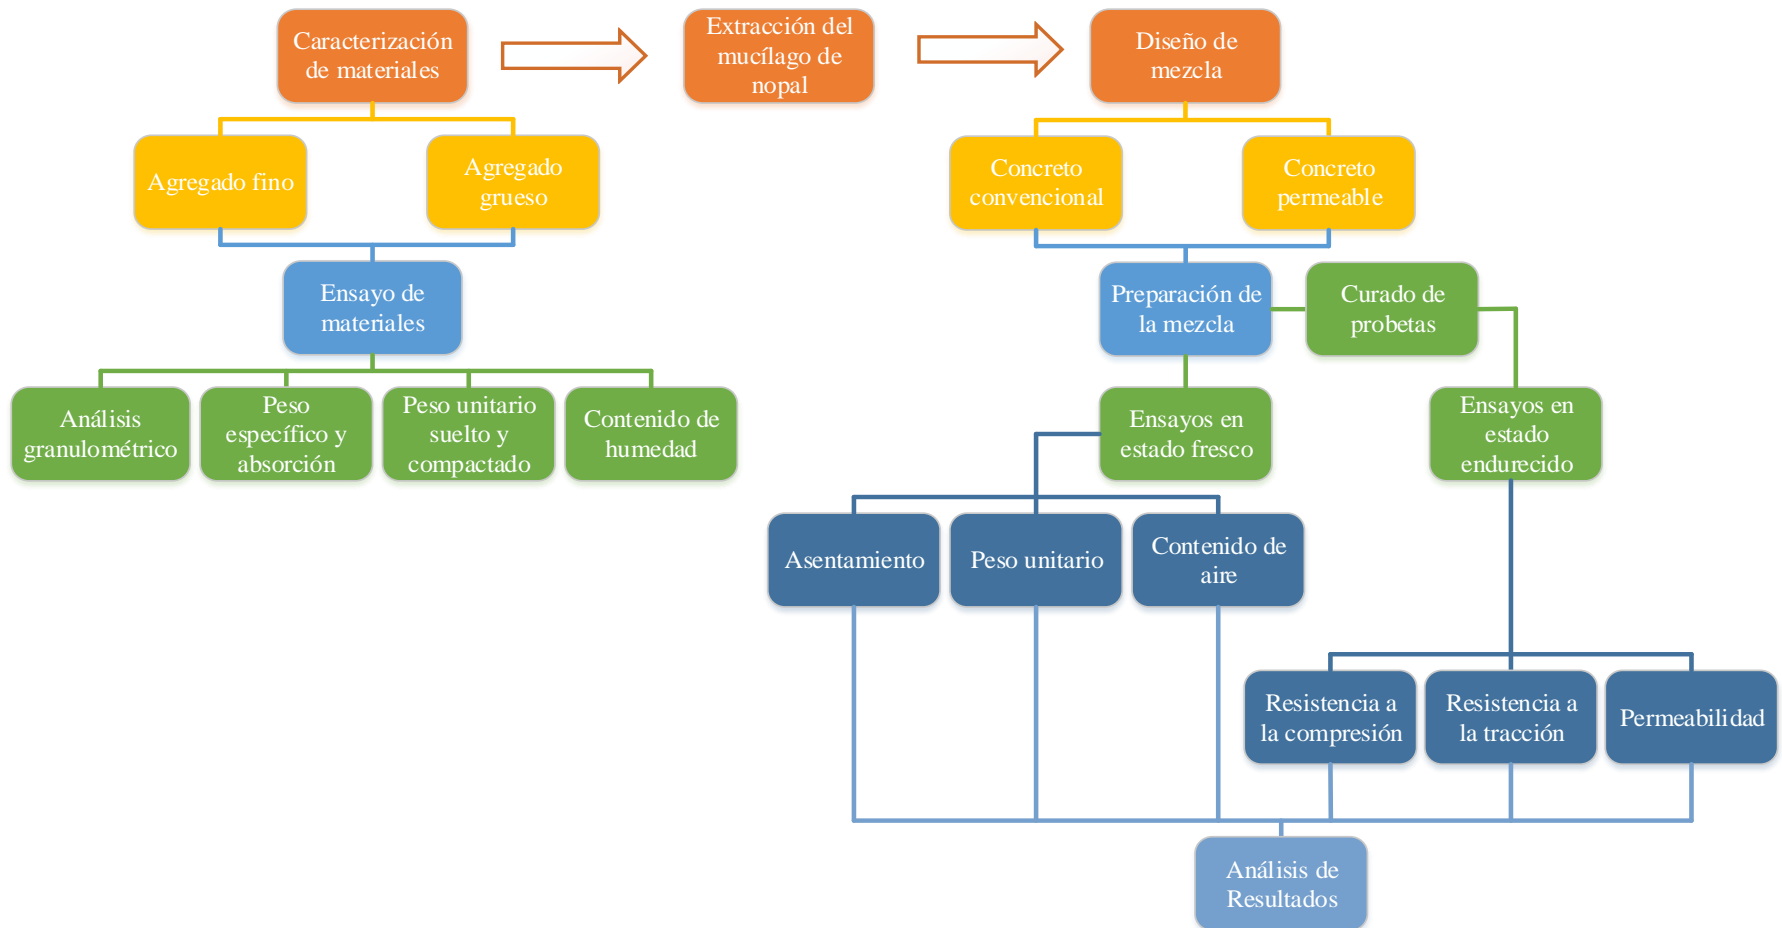 Caracterización
de materiales
Extracción del
mucílago de
nopal
Diseño de
mezcla
Agregado fino
Agregado
grueso
Concreto
convencional
Concreto
permeable
Ensayo de
materiales
Preparación de
la mezcla
Curado de
probetas
Análisis
granulométrico
Peso
específico y
absorción
Peso unitario
suelto y
compactado
Contenido de
humedad
Ensayos en
estado fresco
Ensayos en
estado
endurecido
Asentamiento
Peso unitario
Contenido de
aire
Resistencia a
la compresión
Resistencia a
la tracción
Permeabilidad
Análisis de
Resultados